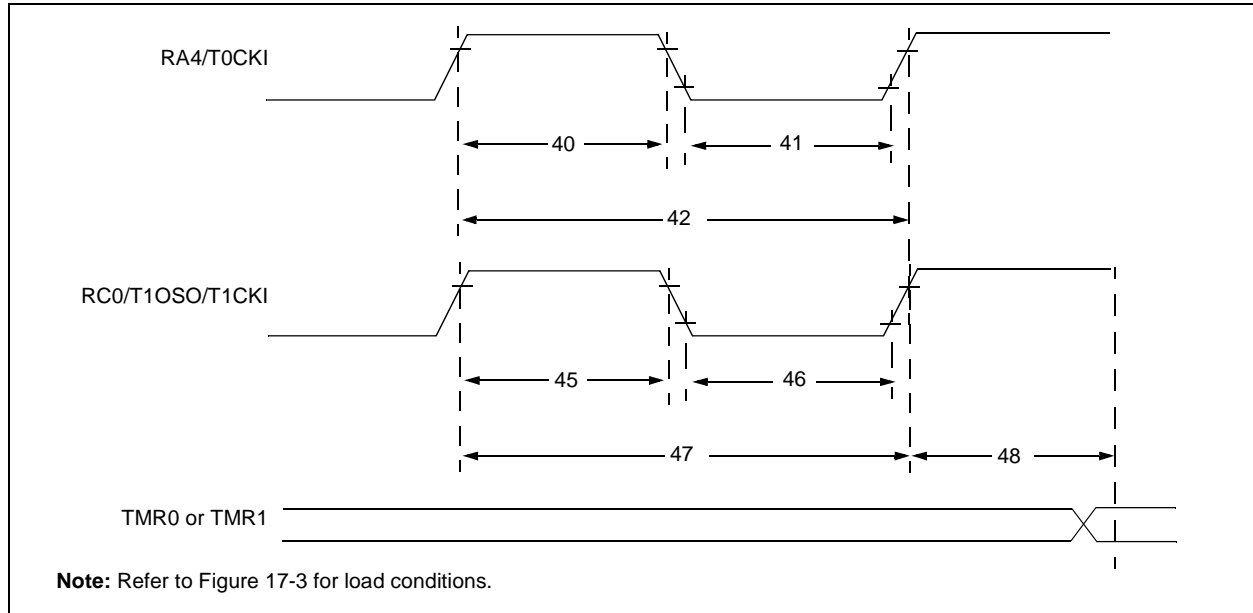 RA4/T0CKI
40
41
42
RC0/T1OSO/T1CKI
45
46
47
48
TMR0 or TMR1
Note: Refer to Figure 17-3 for load conditions.